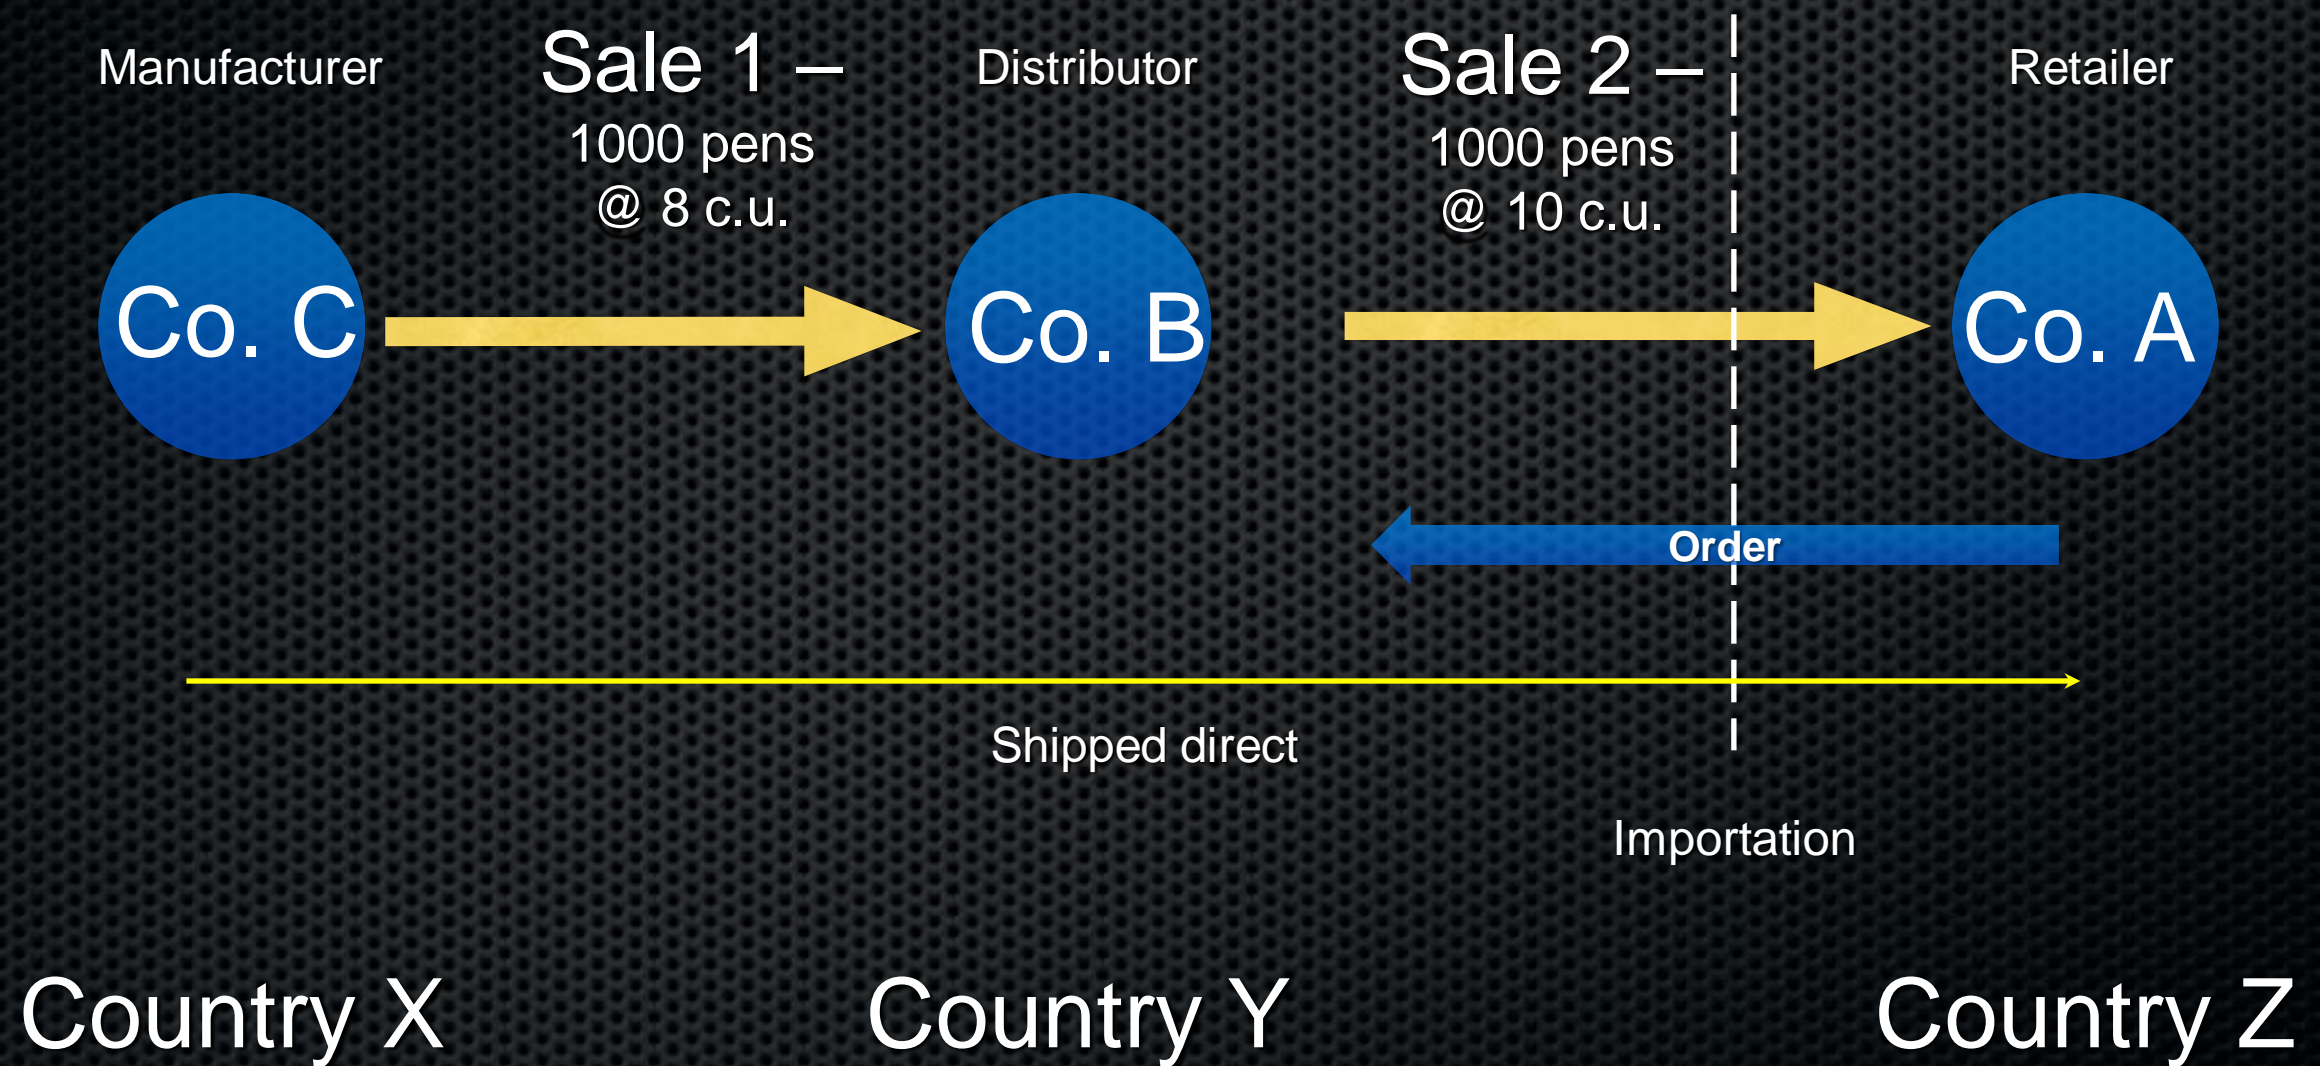 Manufacturer
Sale 1 –
1000 pens
@ 8 c.u.
Distributor
Sale 2 –
1000 pens
@ 10 c.u.
Retailer
Co. C
Co. B
Co. A
Order
Shipped direct
Importation
Country X
Country Y
Country Z